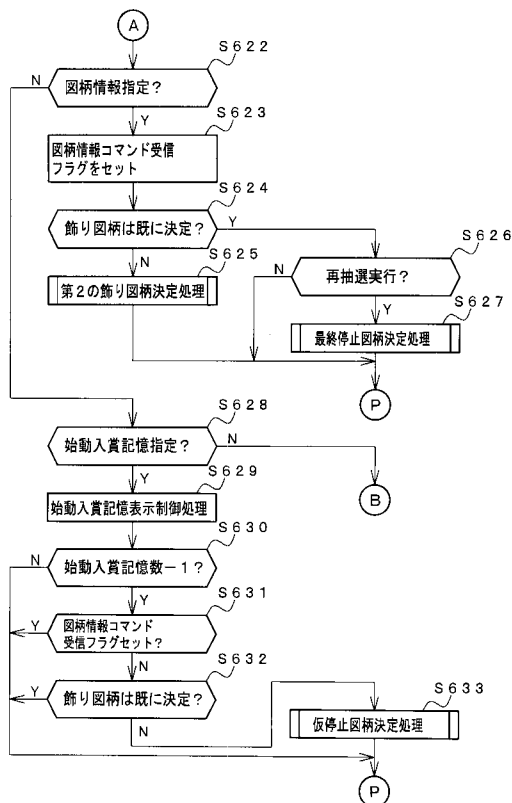 A
S622
図柄情報指定？
N
Y
S623
図柄情報コマンド受信
フラグをセット
S624
飾り図柄は既に決定？
Y
N
S625
第2の飾り図柄決定処理
S626
再抽選実行？
N
Y
S627
最終停止図柄決定処理
P
S628
始動入賞記憶指定？
N
Y
B
S629
始動入賞記憶表示制御処理
S630
始動入賞記憶数－1？
N
Y
S631
図柄情報コマンド
受信フラグセット？
Y
N
S632
飾り図柄は既に決定？
Y
N
S633
仮停止図柄決定処理
P